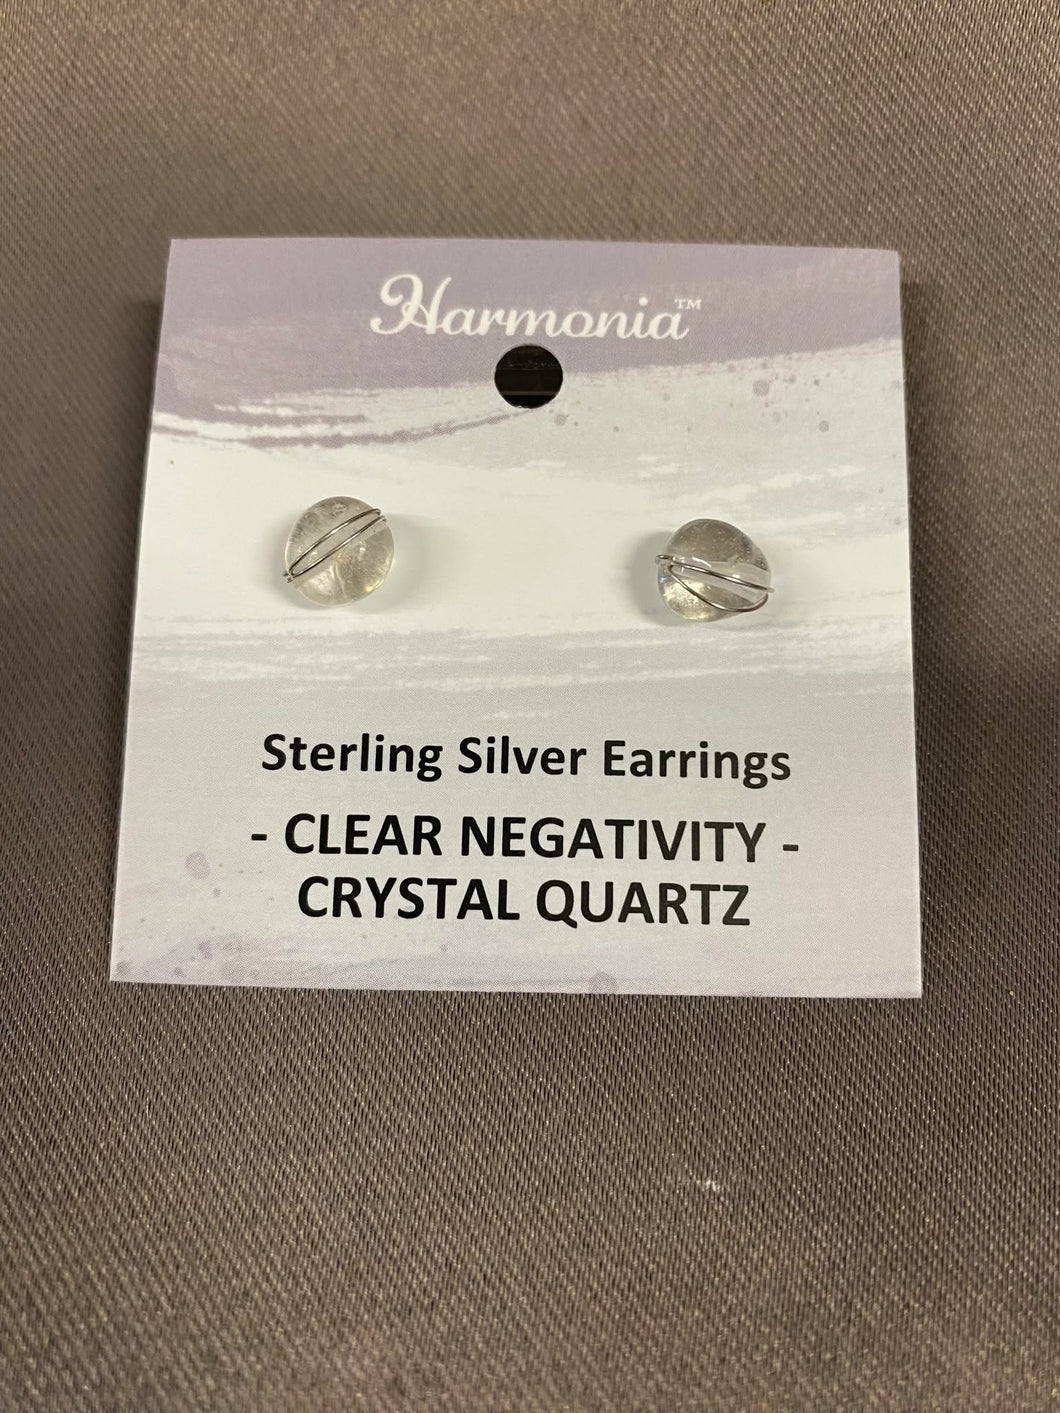 Harmonia™
Sterling Silver Earrings
- CLEAR NEGATIVITY -
CRYSTAL QUARTZ